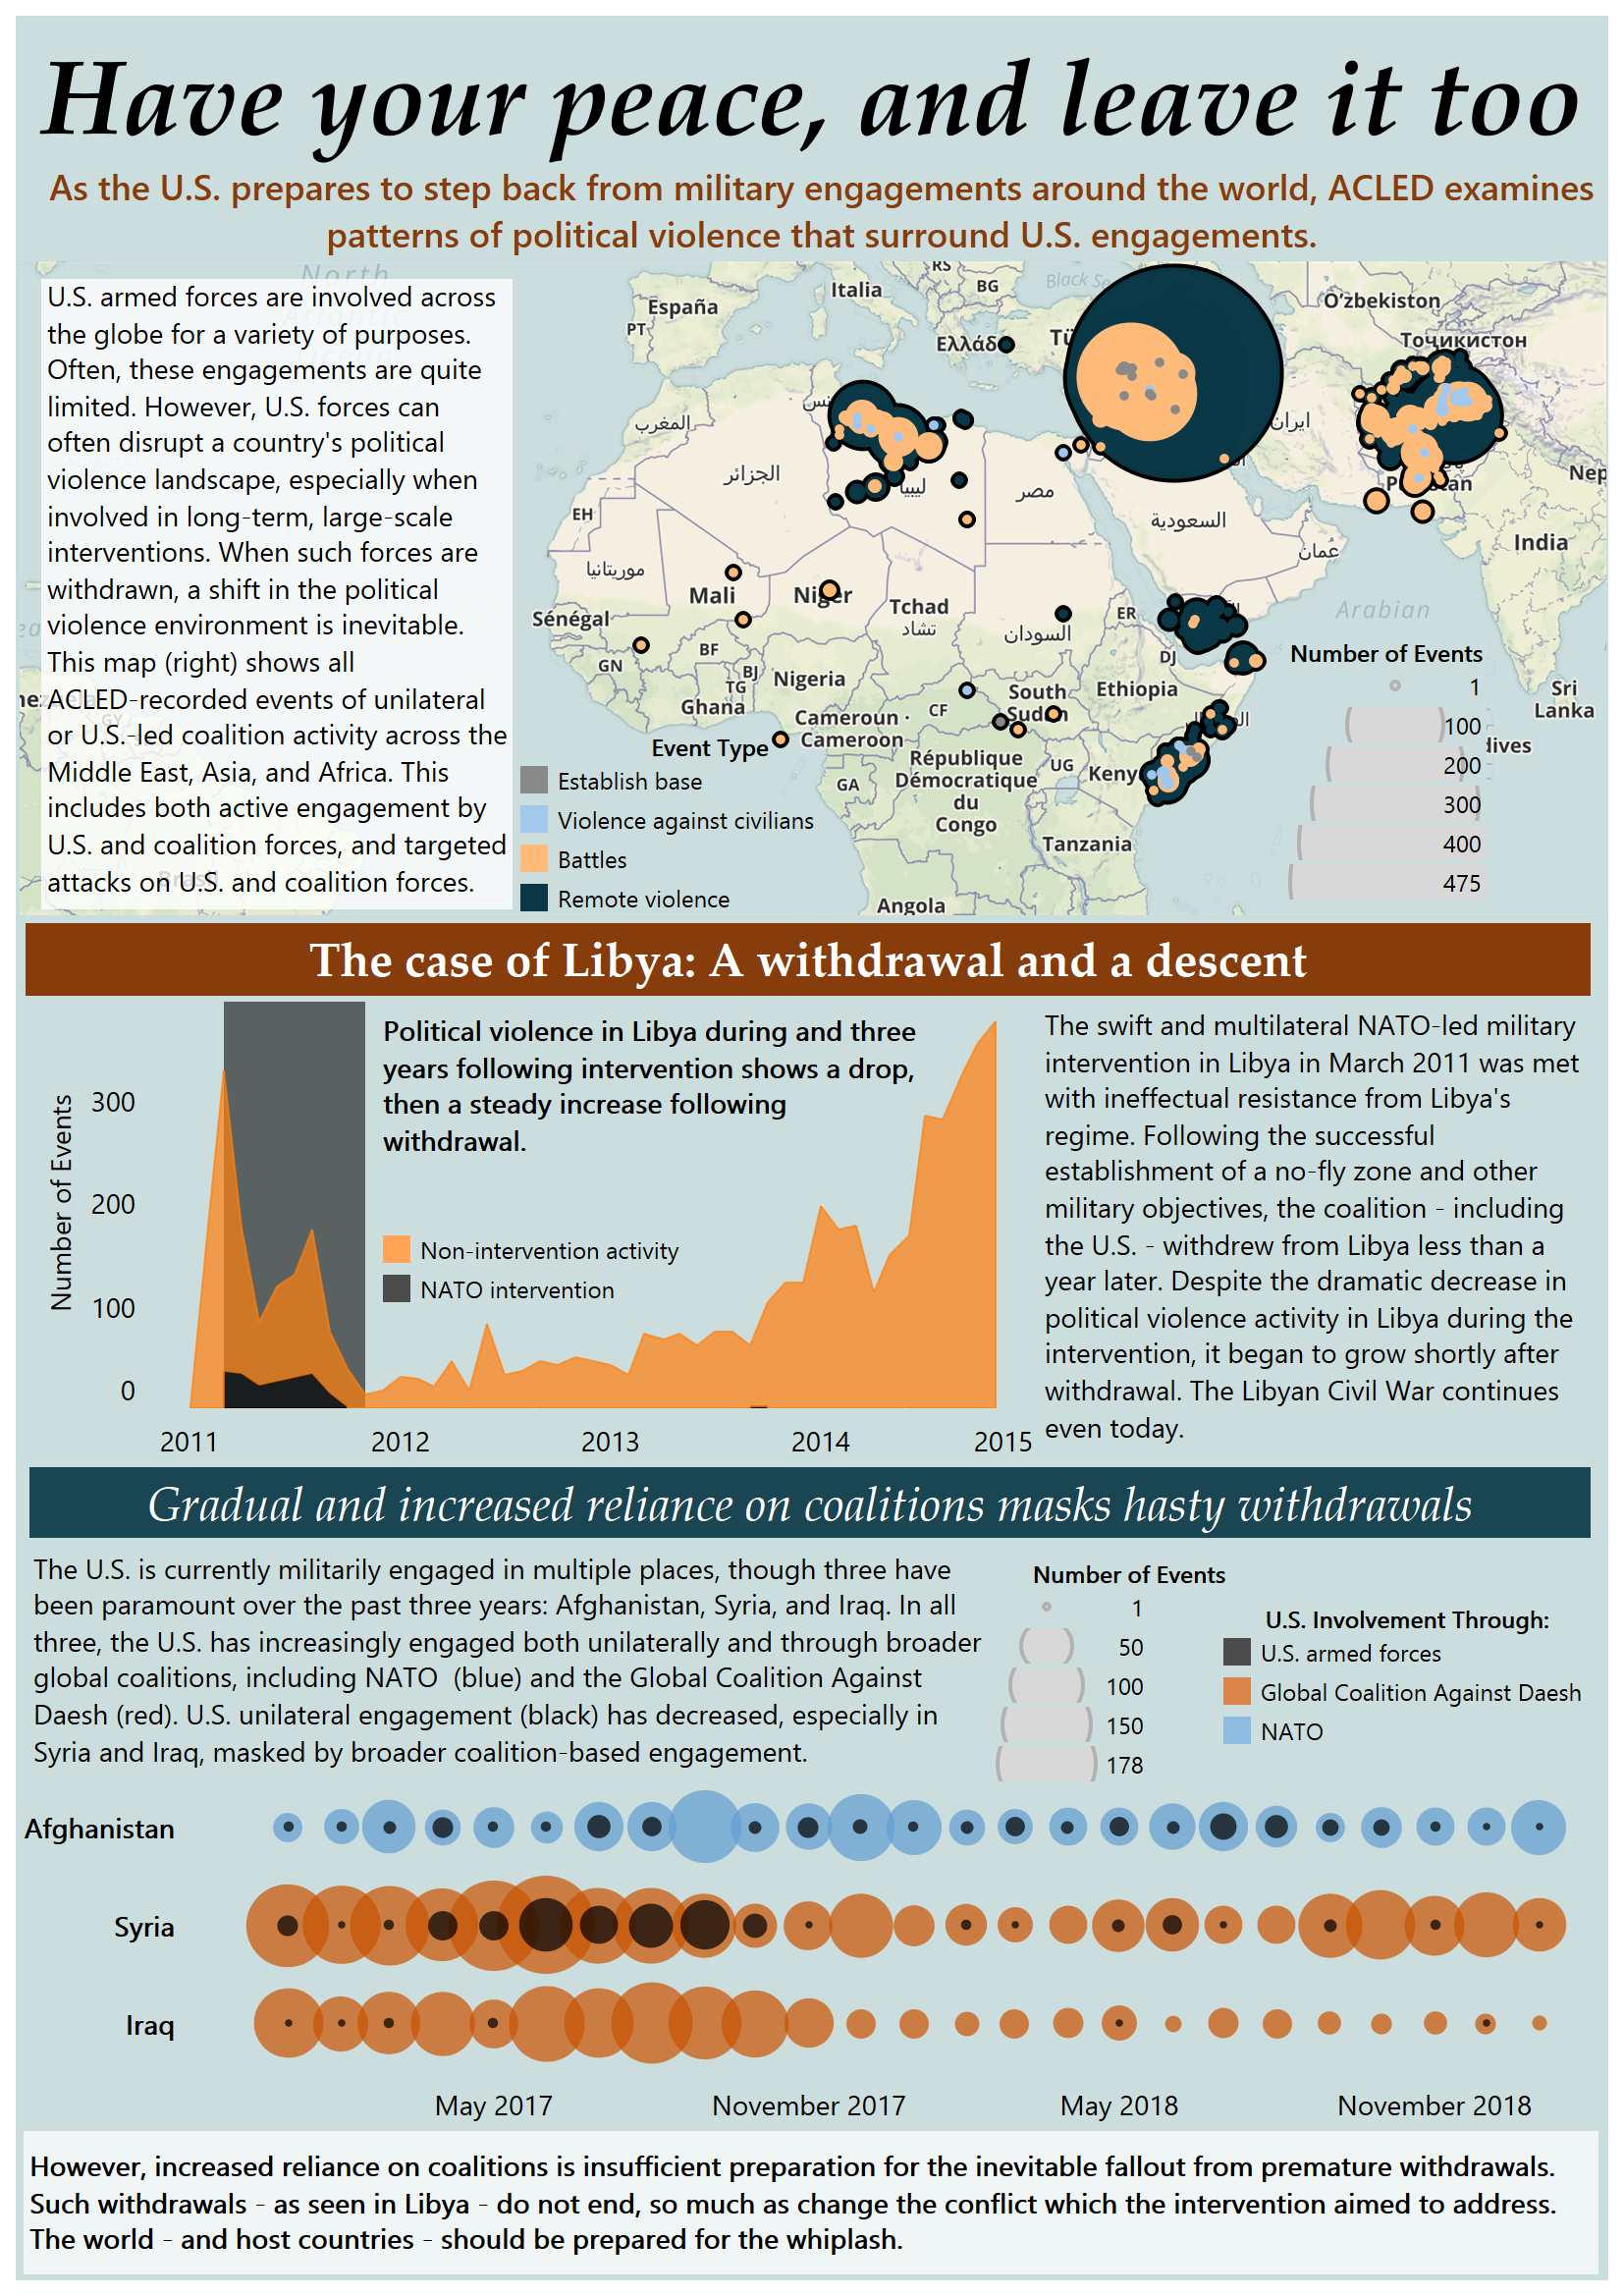 Have your peace, and leave it too
As the U.S. prepares to step back from military engagements around the world, ACLED examines
patterns of political violence that surround U.S. engagements.
North
Atlantic
Ocean
U.S. armed forces are involved across
the globe for a variety of purposes.
Often, these engagements are quite
limited. However, U.S. forces can
often disrupt a country's political
violence landscape, especially when
involved in long-term, large-scale
interventions. When such forces are
withdrawn, a shift in the political
violence environment is inevitable.
This map (right) shows all
ACLED-recorded events of unilateral
or U.S.-led coalition activity across the
Middle East, Asia, and Africa. This
includes both active engagement by
U.S. and coalition forces, and targeted
attacks on U.S. and coalition forces.
GY
Brasil
RS
Black
Italia
BG
España
O‘zbekiston
PT
Ελλάδ
Тоҷикистон
المغرب
ايران
الجزائر
ليبيا
مصر
Nep
EH
السعودية
India
موريتانيا
عُمان
Mali
Niger
Tchad
تشاد
Arabian
Sénégal
ER
السودان
BF
DJ
Number of Events
GN
BJ
Nigeria
1
TG
CF
South
Sudan
Ethiopia
Sri
Lanka
Ghana
Cameroun ·
Cameroon
100
Event Type
République
Démocratique
du
Congo
UG
Keny
200
dives
Establish base
GA
300
Violence against civilians
Tanzania
400
Battles
475
Remote violence
Angola
The case of Libya: A withdrawal and a descent
Political violence in Libya during and three
years following intervention shows a drop,
then a steady increase following
withdrawal.
Number of Events
300
200
100
0
Non-intervention activity
NATO intervention
2011
2012
2013
2014
2015
The swift and multilateral NATO-led military
intervention in Libya in March 2011 was met
with ineffectual resistance from Libya's
regime. Following the successful
establishment of a no-fly zone and other
military objectives, the coalition - including
the U.S. - withdrew from Libya less than a
year later. Despite the dramatic decrease in
political violence activity in Libya during the
intervention, it began to grow shortly after
withdrawal. The Libyan Civil War continues
even today.
Gradual and increased reliance on coalitions masks hasty withdrawals
The U.S. is currently militarily engaged in multiple places, though three have
been paramount over the past three years: Afghanistan, Syria, and Iraq. In all
three, the U.S. has increasingly engaged both unilaterally and through broader
global coalitions, including NATO  (blue) and the Global Coalition Against
Daesh (red). U.S. unilateral engagement (black) has decreased, especially in
Syria and Iraq, masked by broader coalition-based engagement.
Number of Events
1
50
100
150
178
U.S. Involvement Through:
U.S. armed forces
Global Coalition Against Daesh
NATO
Afghanistan
Syria
Iraq
May 2017
November 2017
May 2018
November 2018
However, increased reliance on coalitions is insufficient preparation for the inevitable fallout from premature withdrawals.
Such withdrawals - as seen in Libya - do not end, so much as change the conflict which the intervention aimed to address.
The world - and host countries - should be prepared for the whiplash.